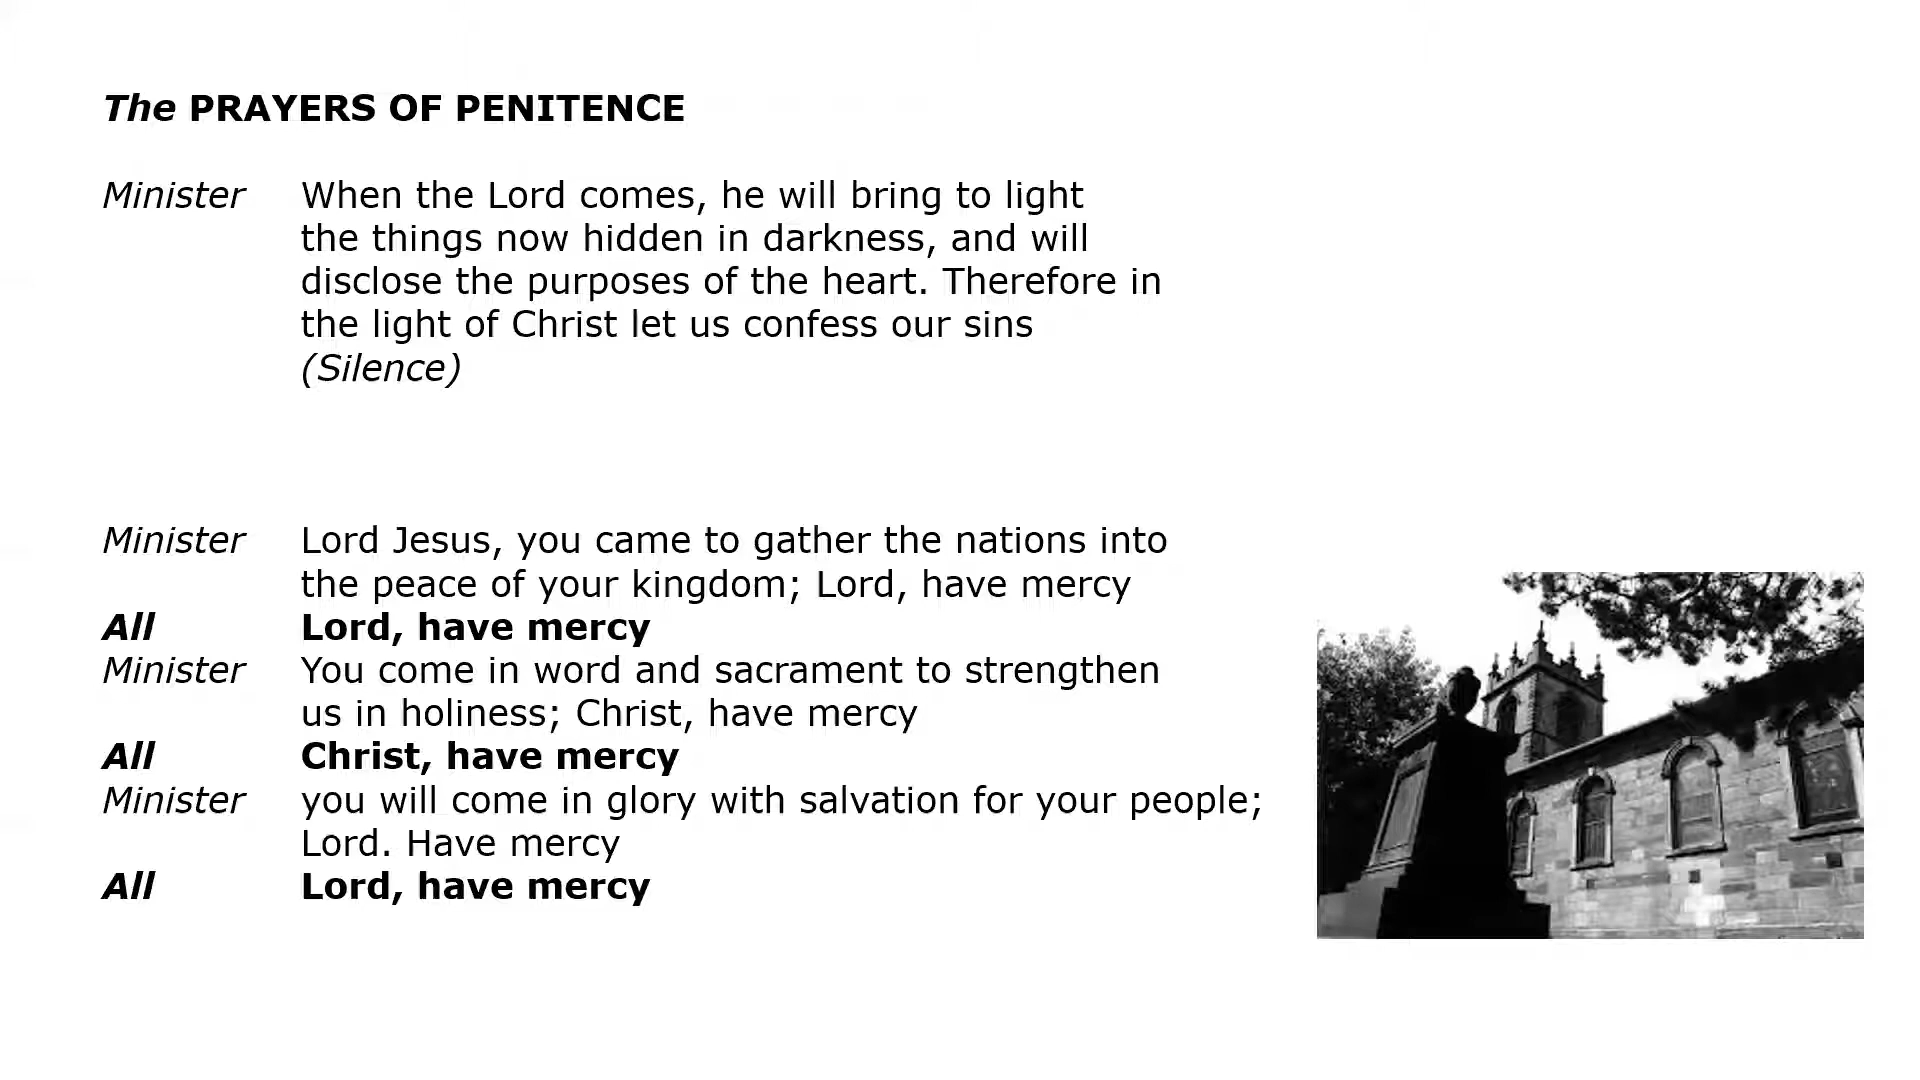 The PRAYERS OF PENITENCE
Minister When the Lord comes, he will bring to light
the things now hidden in darkness, and will
disclose the purposes of the heart. Therefore in
the light of Christ let us confess our sins
(Silence)
Minister Lord Jesus, you came to gather the nations into
the peace of your kingdom; Lord, have mercy
All Lord, have mercy
Minister You come in word and sacrament to strengthen
us in holiness; Christ, have mercy
All Christ, have mercy
Minister you will come in glory with salvation for your people;
Lord. Have mercy
All Lord, have mercy